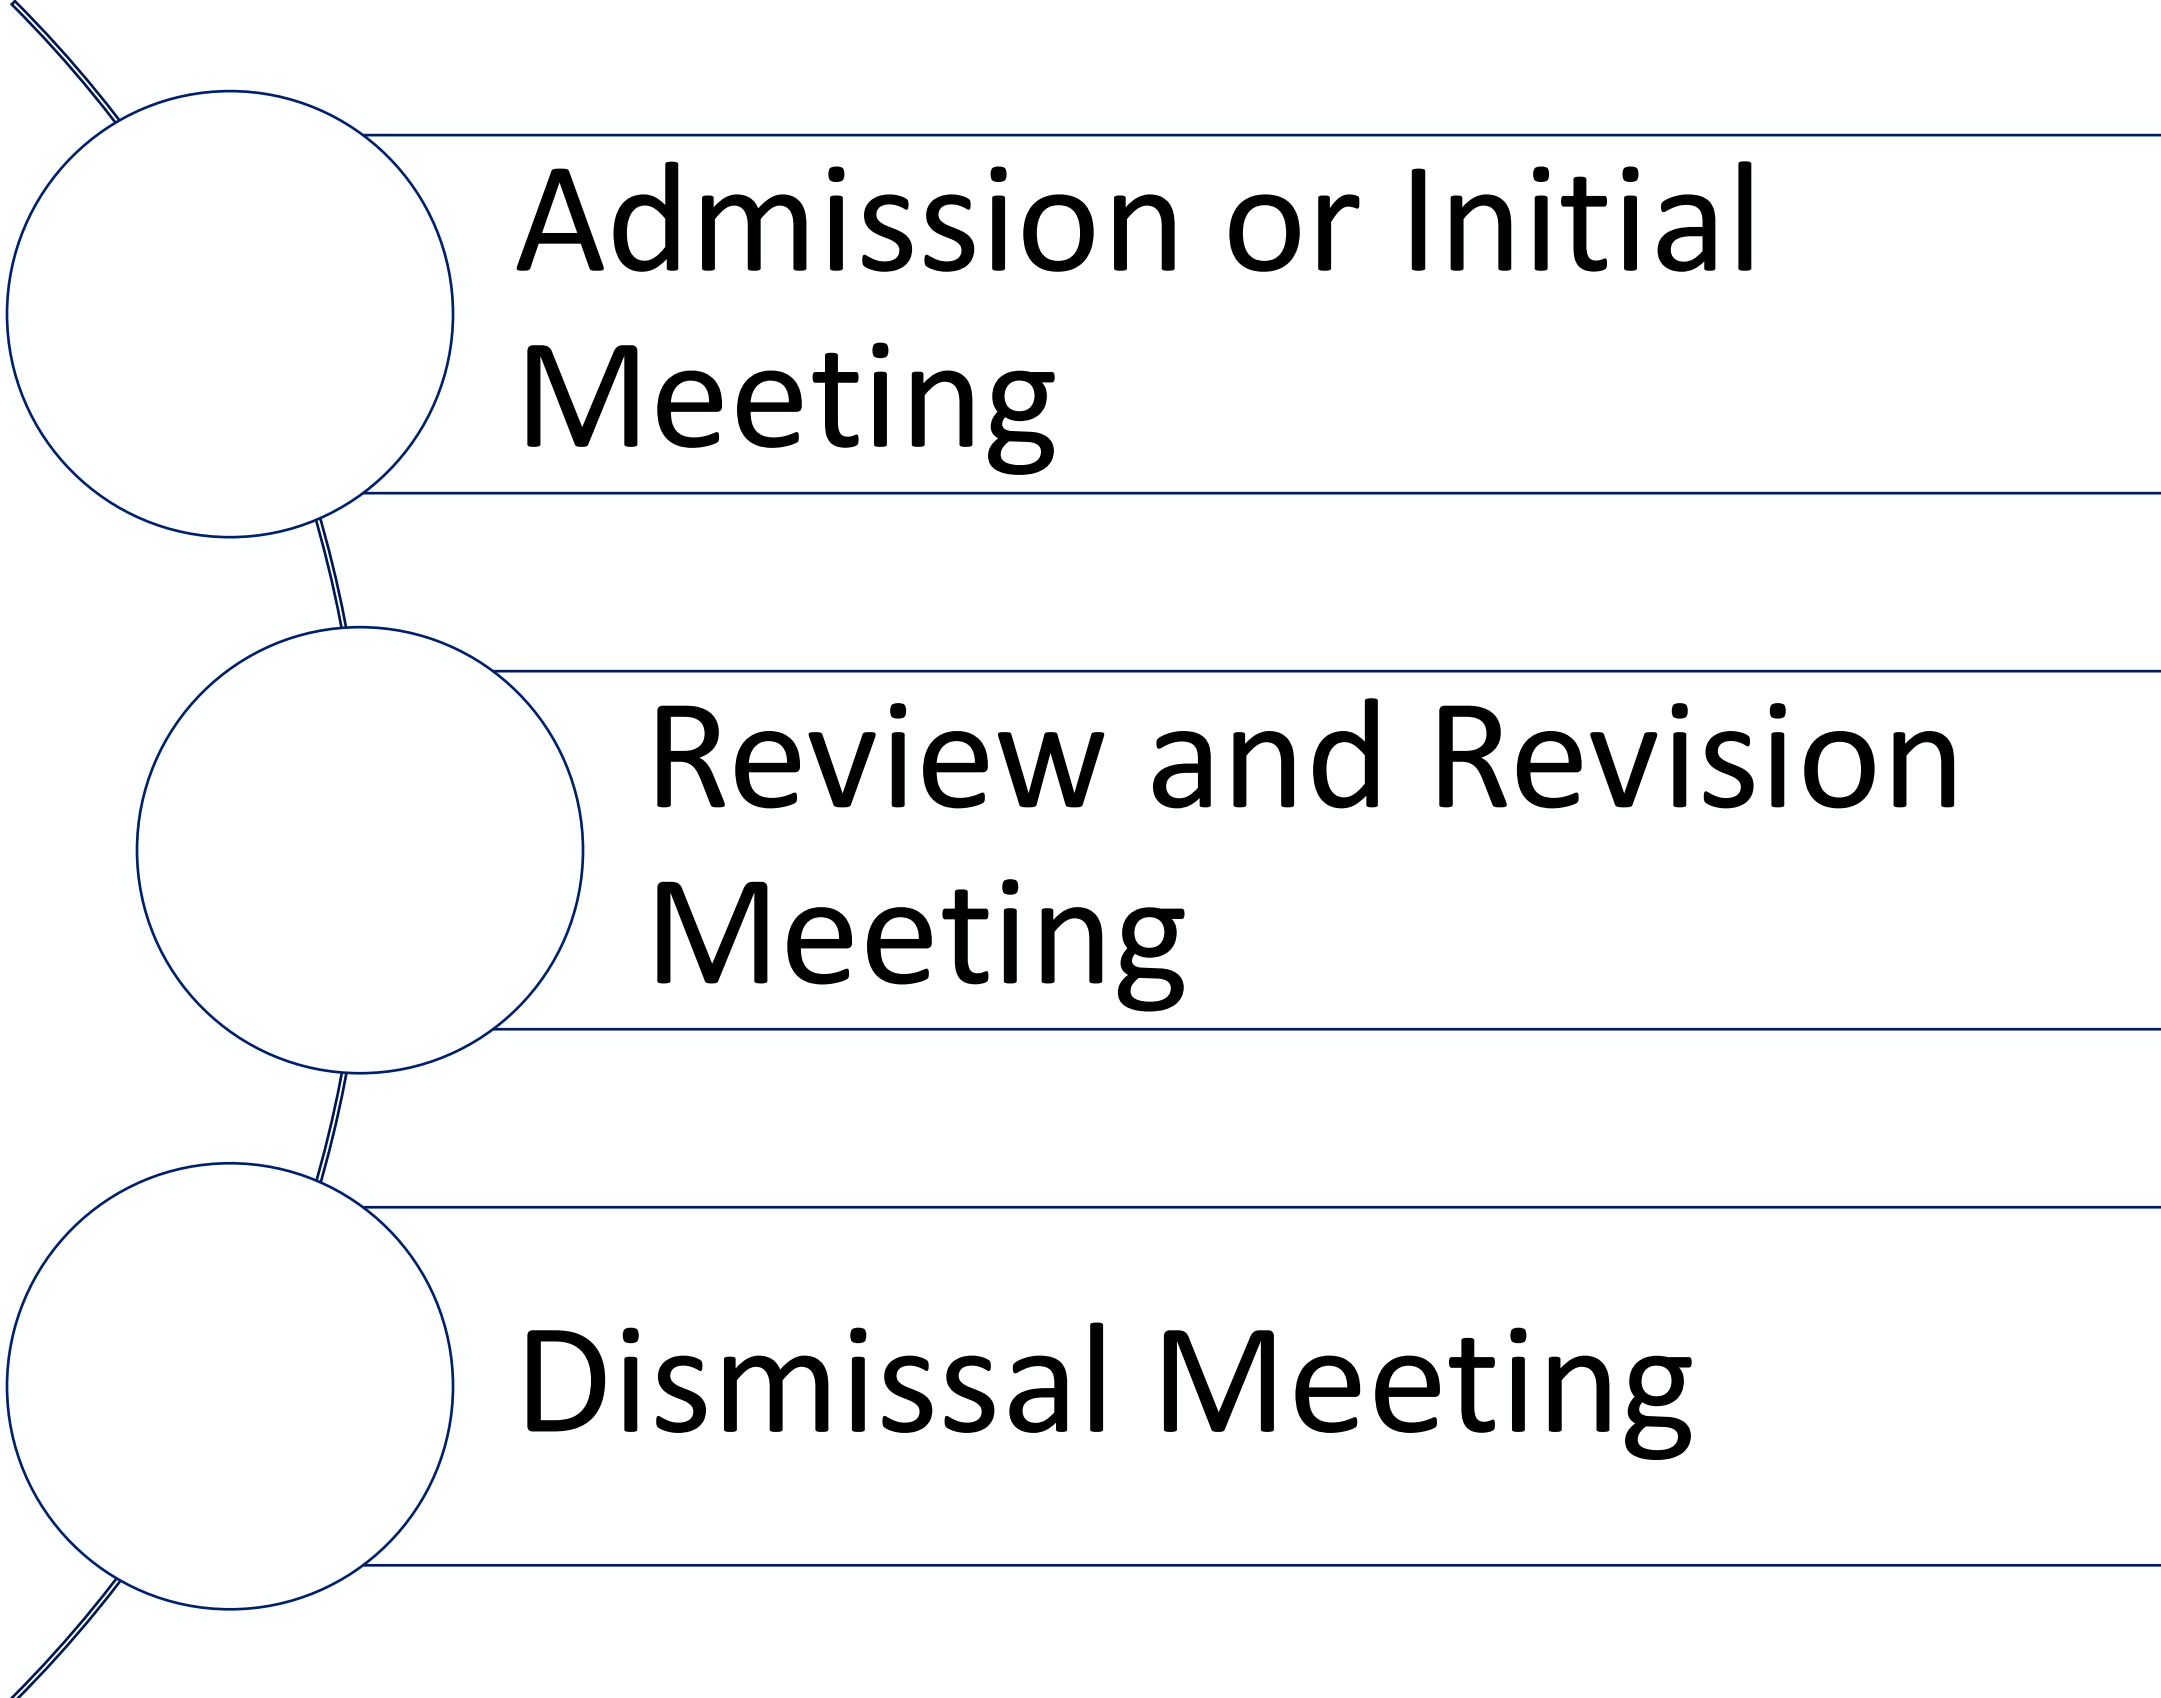 Admission or Initial
Meeting
Review and Revision
Meeting
Dismissal Meeting